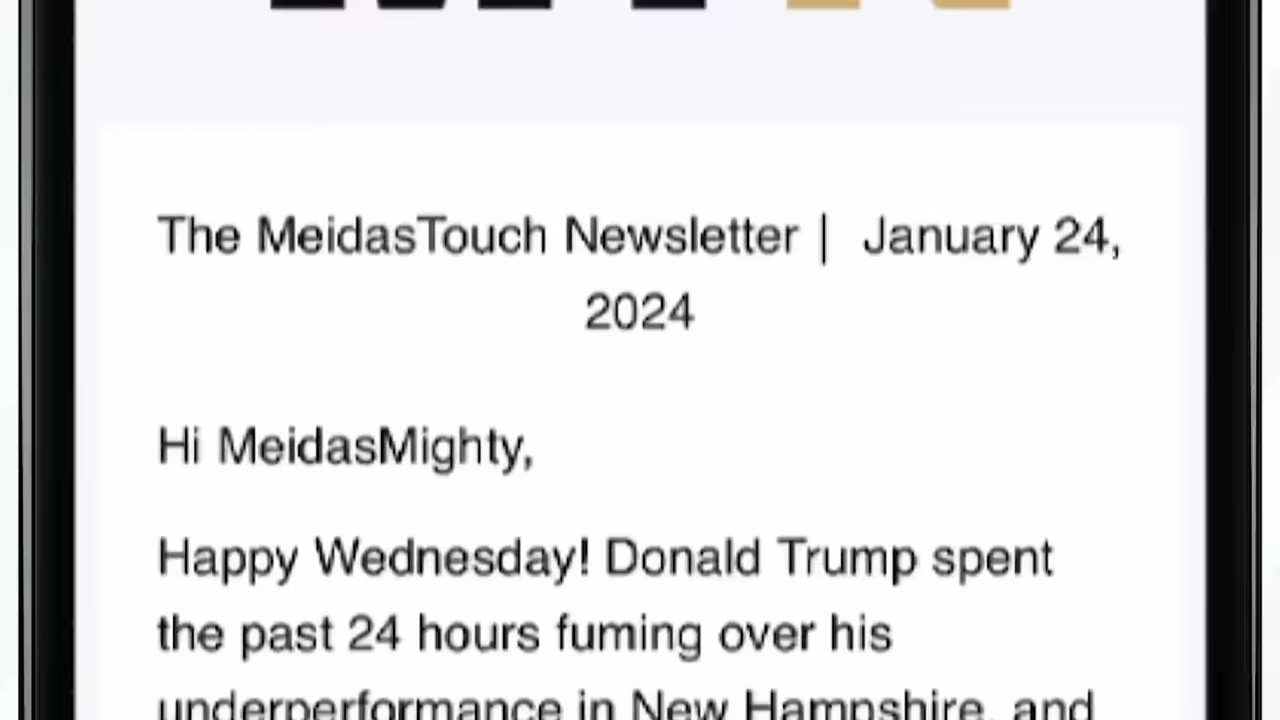 The MeidasTouch Newsletter | January 24,
2024
Hi MeidasMighty,
Happy Wednesday! Donald Trump spent
the past 24 hours fuming over his
underperformance in New Hampshire, and